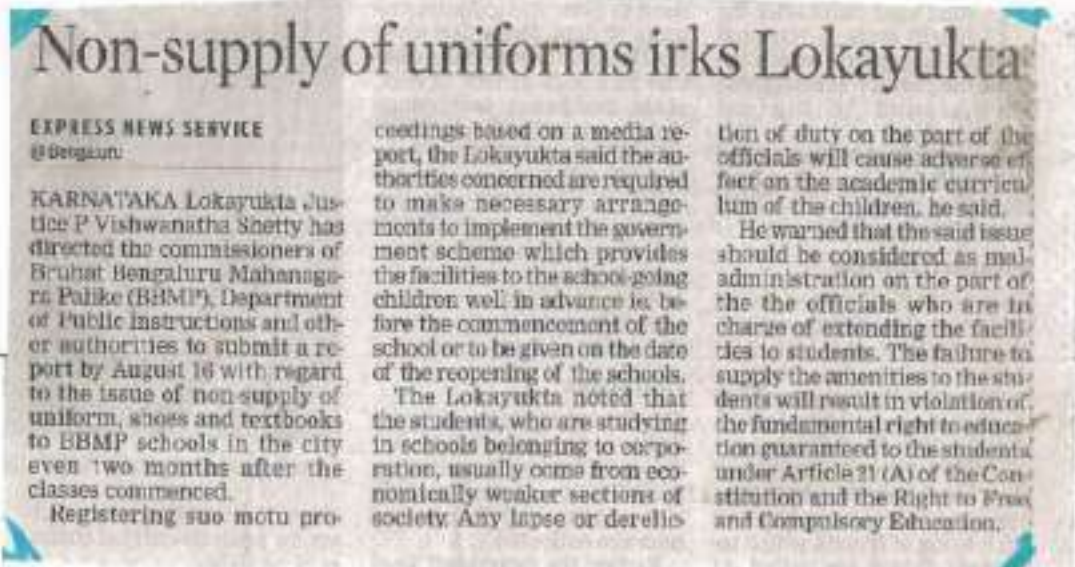 Non-supply of uniforms irks Lokayukta
EXPRESS NEWS SERVICE
@ Bengaluru
KARNATAKA Lokayukta Jus-
tice P Vishwanatha Shetty has
directed the commissioners of
Bruhat Bengaluru Mahanaga-
ra Palike (BBMP), Department
of Public Instructions and oth-
er authorities to submit a re-
port by August 16 with regard
to the issue of non-supply of
uniform, shoes and textbooks
to BBMP schools in the city
even two months after the
classes commenced.
Registering suo motu pro-
ceedings based on a media re-
port, the Lokayukta said the au-
thorities concerned are required
to make necessary arrange-
ments to implement the govern-
ment scheme which provides
the facilities to the school-going
children well in advance ie, be-
fore the commencement of the
school or to be given on the date
of the reopening of the schools.
The Lokayukta noted that
the students, who are studying
in schools belonging to corpo-
ration, usually come from eco-
nomically weaker sections of
society. Any lapse or derelic-
tion of duty on the part of the
officials will cause adverse ef-
fect on the academic curricu-
lum of the children, he said.
He warned that the said issue
should be considered as mal-
administration on the part of
the the officials who are in
charge of extending the facili-
ties to students. The failure to
supply the amenities to the stu-
dents will result in violation of
the fundamental right to educa-
tion guaranteed to the students
under Article 21 (A) of the Con-
stitution and the Right to Free
and Compulsory Education.